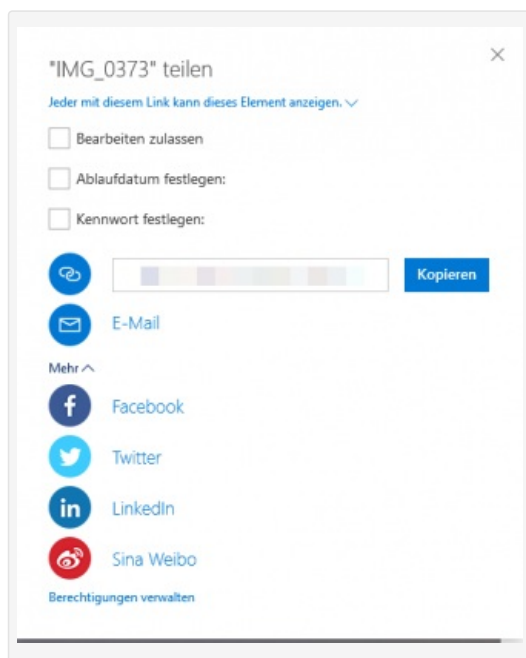 "IMG_0373" teilen
Jeder mit diesem Link kann dieses Element anzeigen.
Bearbeiten zulassen
Ablaufdatum festlegen:
Kennwort festlegen:
Kopieren
E-Mail
Mehr
Facebook
Twitter
in LinkedIn
Sina Weibo
Berechtigungen verwalten